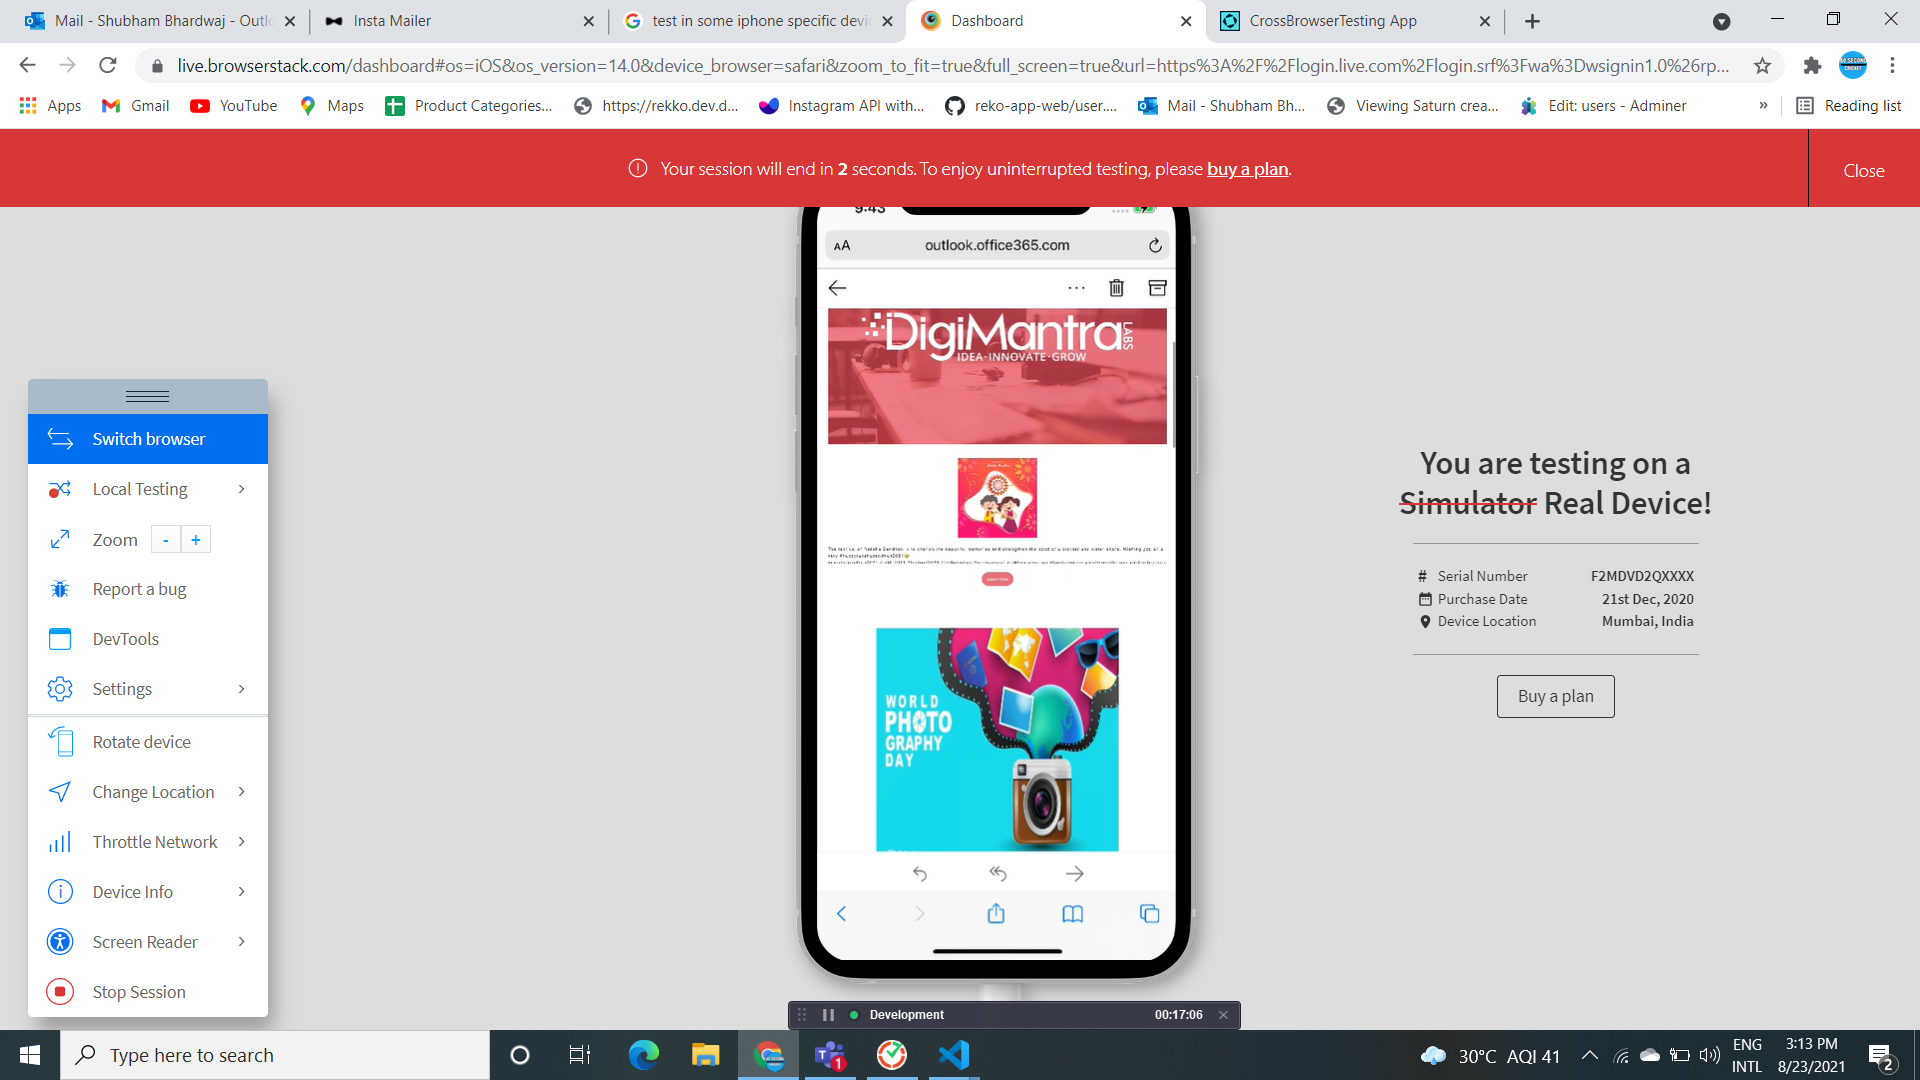 Mail - Shubham Bhardwaj - Outlo
Insta Mailer
test in some iphone specific devic
Dashboard
CrossBrowserTesting App
live.browserstack.com/dashboard#os=iOS&os_version=14.0&device_browser=safari&zoom_to_fit=true&full_screen=true&url=https%3A%2F%2Flogin.live.com%2Flogin.srf%3Fwa%3Dwsignin1.0%26rp...
Apps
Gmail
YouTube
Maps
Product Categories...
https://rekko.dev.d...
Instagram API with...
reko-app-web/user....
Mail - Shubham Bh...
Viewing Saturn crea...
Edit: users - Adminer
»
Reading list
Your session will end in 2 seconds. To enjoy uninterrupted testing, please buy a plan.
Close
9:43
AA
outlook.office365.com
DigiMantra LABS
IDEA·INNOVATE·GROW
Learn More
WORLD
PHOTO
GRAPHY
DAY
Switch browser
Local Testing
Zoom - +
Report a bug
DevTools
Settings
Rotate device
Change Location
Throttle Network
Device Info
Screen Reader
Stop Session
You are testing on a
Simulator Real Device!
# Serial Number F2MDVD2QXXXX
Purchase Date 21st Dec, 2020
Device Location Mumbai, India
Buy a plan
Development 00:17:06
Type here to search
1
30°C AQI 41
ENG
INTL
3:13 PM
8/23/2021
2